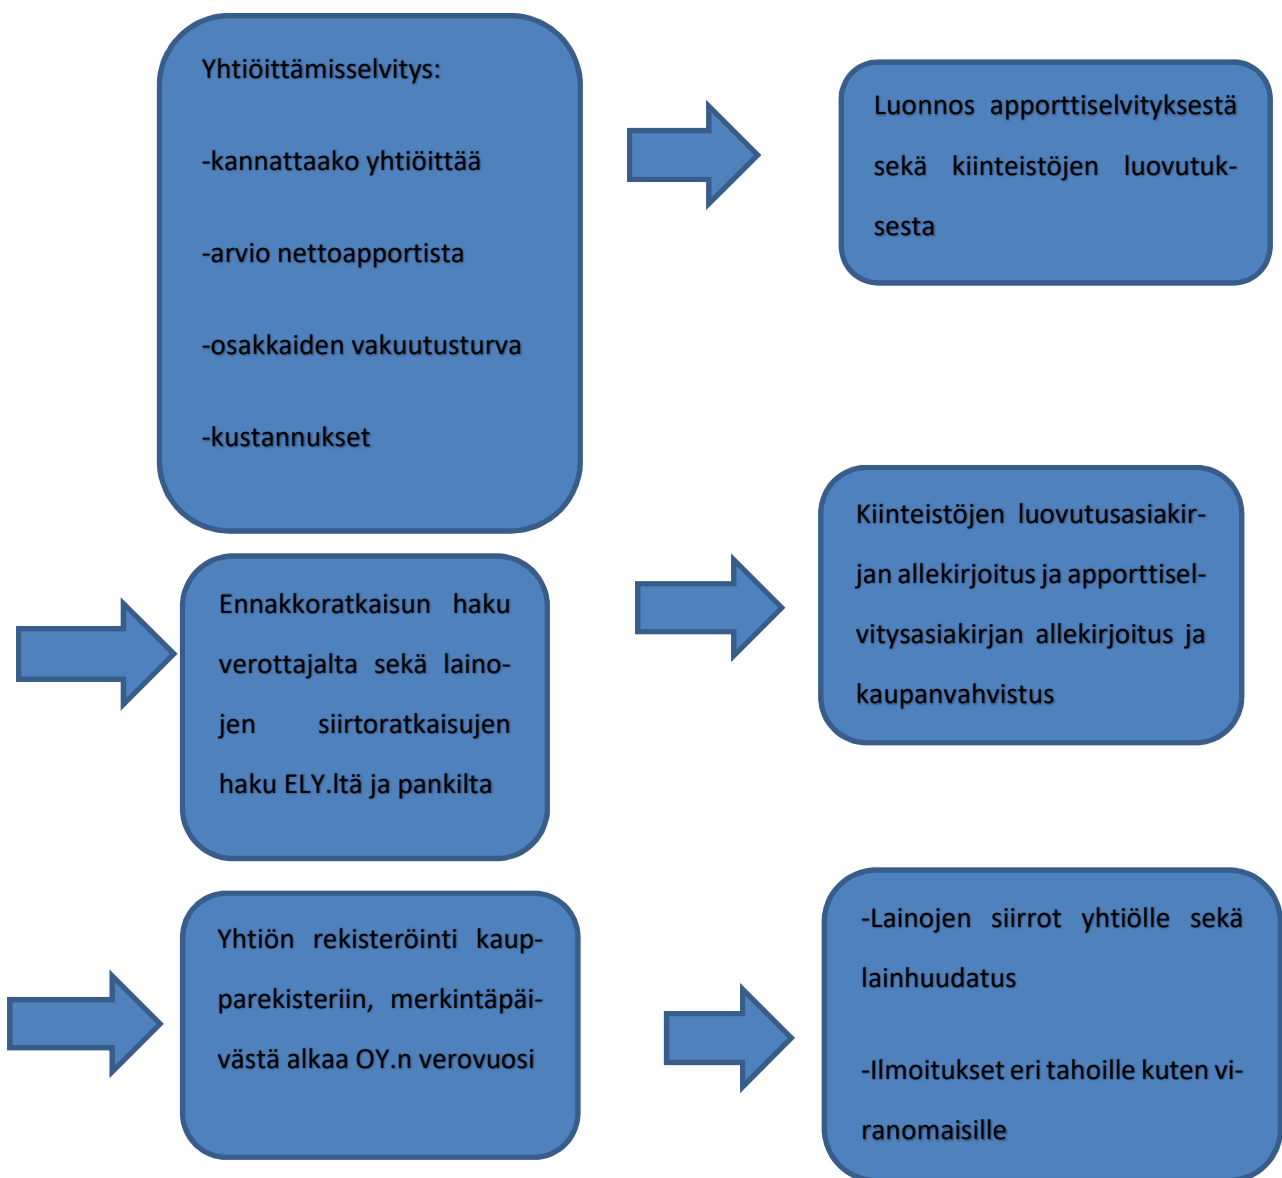 Yhtiöittämisselvitys:
-kannattaako yhtiöittää
-arvio nettoapportista
-osakkaiden vakuutusturva
-kustannukset
Luonnos apporttiselvityksestä
sekä kiinteistöjen luovutuk-
sesta
Ennakkoratkaisun haku
verottajalta sekä laino-
jen siirtoratkaisujen
haku ELY.ltä ja pankilta
Kiinteistöjen luovutusasiakir-
jan allekirjoitus ja apporttisel-
vitysasiakirjan allekirjoitus ja
kaupanvahvistus
Yhtiön rekisteröinti kaup-
parekisteriin, merkintäpäi-
västä alkaa OY.n verovuosi
-Lainojen siirrot yhtiölle sekä
lainhuudatus
-Ilmoitukset eri tahoille kuten vi-
ranomaisille